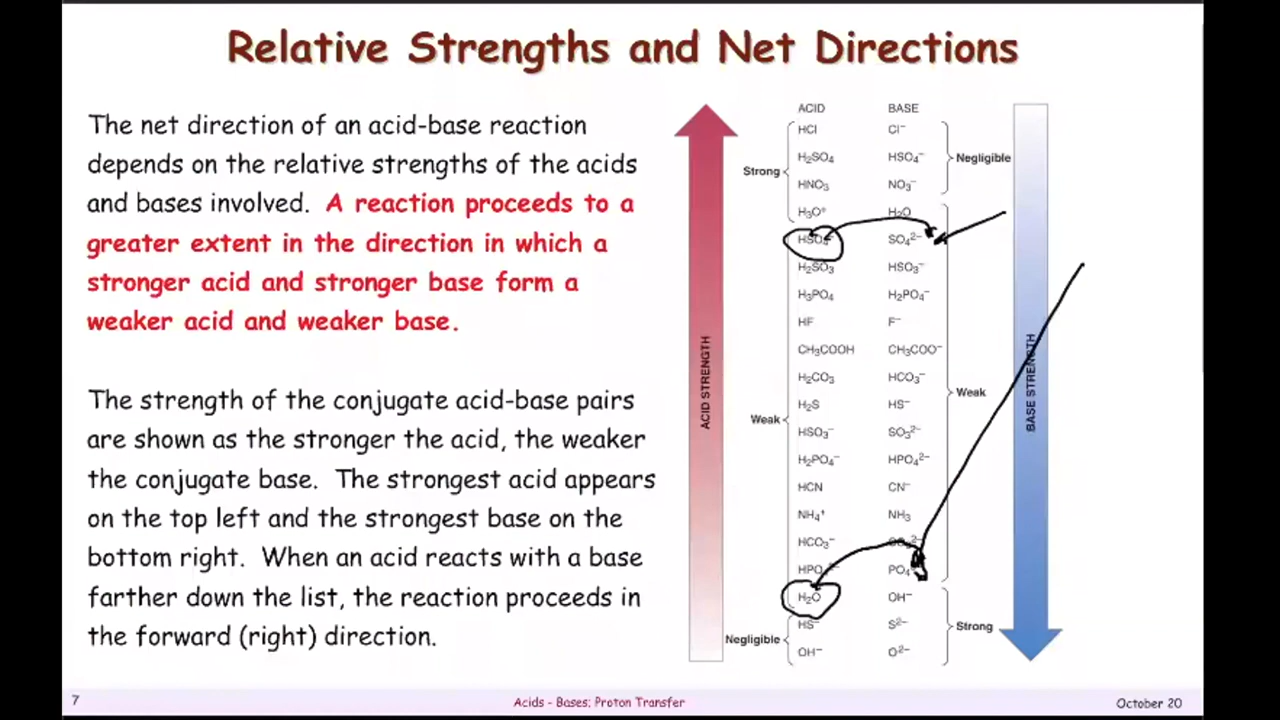 Relative Strengths and Net Directions
The net direction of an acid-base reaction
depends on the relative strengths of the acids
and bases involved. A reaction proceeds to a
greater extent in the direction in which a
stronger acid and stronger base form a
weaker acid and weaker base.
The strength of the conjugate acid-base pairs
are shown as the stronger the acid, the weaker
the conjugate base. The strongest acid appears
on the top left and the strongest base on the
bottom right. When an acid reacts with a base
farther down the list, the reaction proceeds in
the forward (right) direction.
ACID STRENGTH
ACID BASE
Strong
HCl Cl⁻
H₂SO₄ HSO₄⁻
HNO₃ NO₃⁻
Negligible
H₃O⁺ H₂O
Weak
HSO₄⁻ SO₄²⁻
H₂SO₃ HSO₃⁻
H₃PO₄ H₂PO₄⁻
HF F⁻
CH₃COOH CH₃COO⁻
H₂CO₃ HCO₃⁻
H₂S HS⁻
HSO₃⁻ SO₃²⁻
H₂PO₄⁻ HPO₄²⁻
HCN CN⁻
NH₄⁺ NH₃
HCO₃⁻
Weak
H₂O OH⁻
Negligible
HS⁻ S²⁻
OH⁻ O²⁻
Strong
BASE STRENGTH
7 Acids - Bases; Proton Transfer October 20